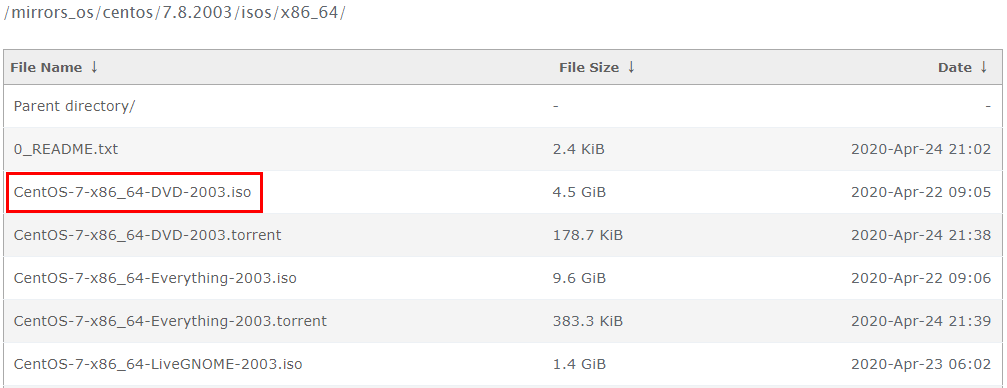 /mirrors_os/centos/7.8.2003/isos/x86_64/
File Name ↓ File Size ↓ Date ↓
Parent directory/ - -
0_README.txt 2.4 KiB 2020-Apr-24 21:02
CentOS-7-x86_64-DVD-2003.iso 4.5 GiB 2020-Apr-22 09:05
CentOS-7-x86_64-DVD-2003.torrent 178.7 KiB 2020-Apr-24 21:38
CentOS-7-x86_64-Everything-2003.iso 9.6 GiB 2020-Apr-22 09:06
CentOS-7-x86_64-Everything-2003.torrent 383.3 KiB 2020-Apr-24 21:39
CentOS-7-x86_64-LiveGNOME-2003.iso 1.4 GiB 2020-Apr-23 06:02